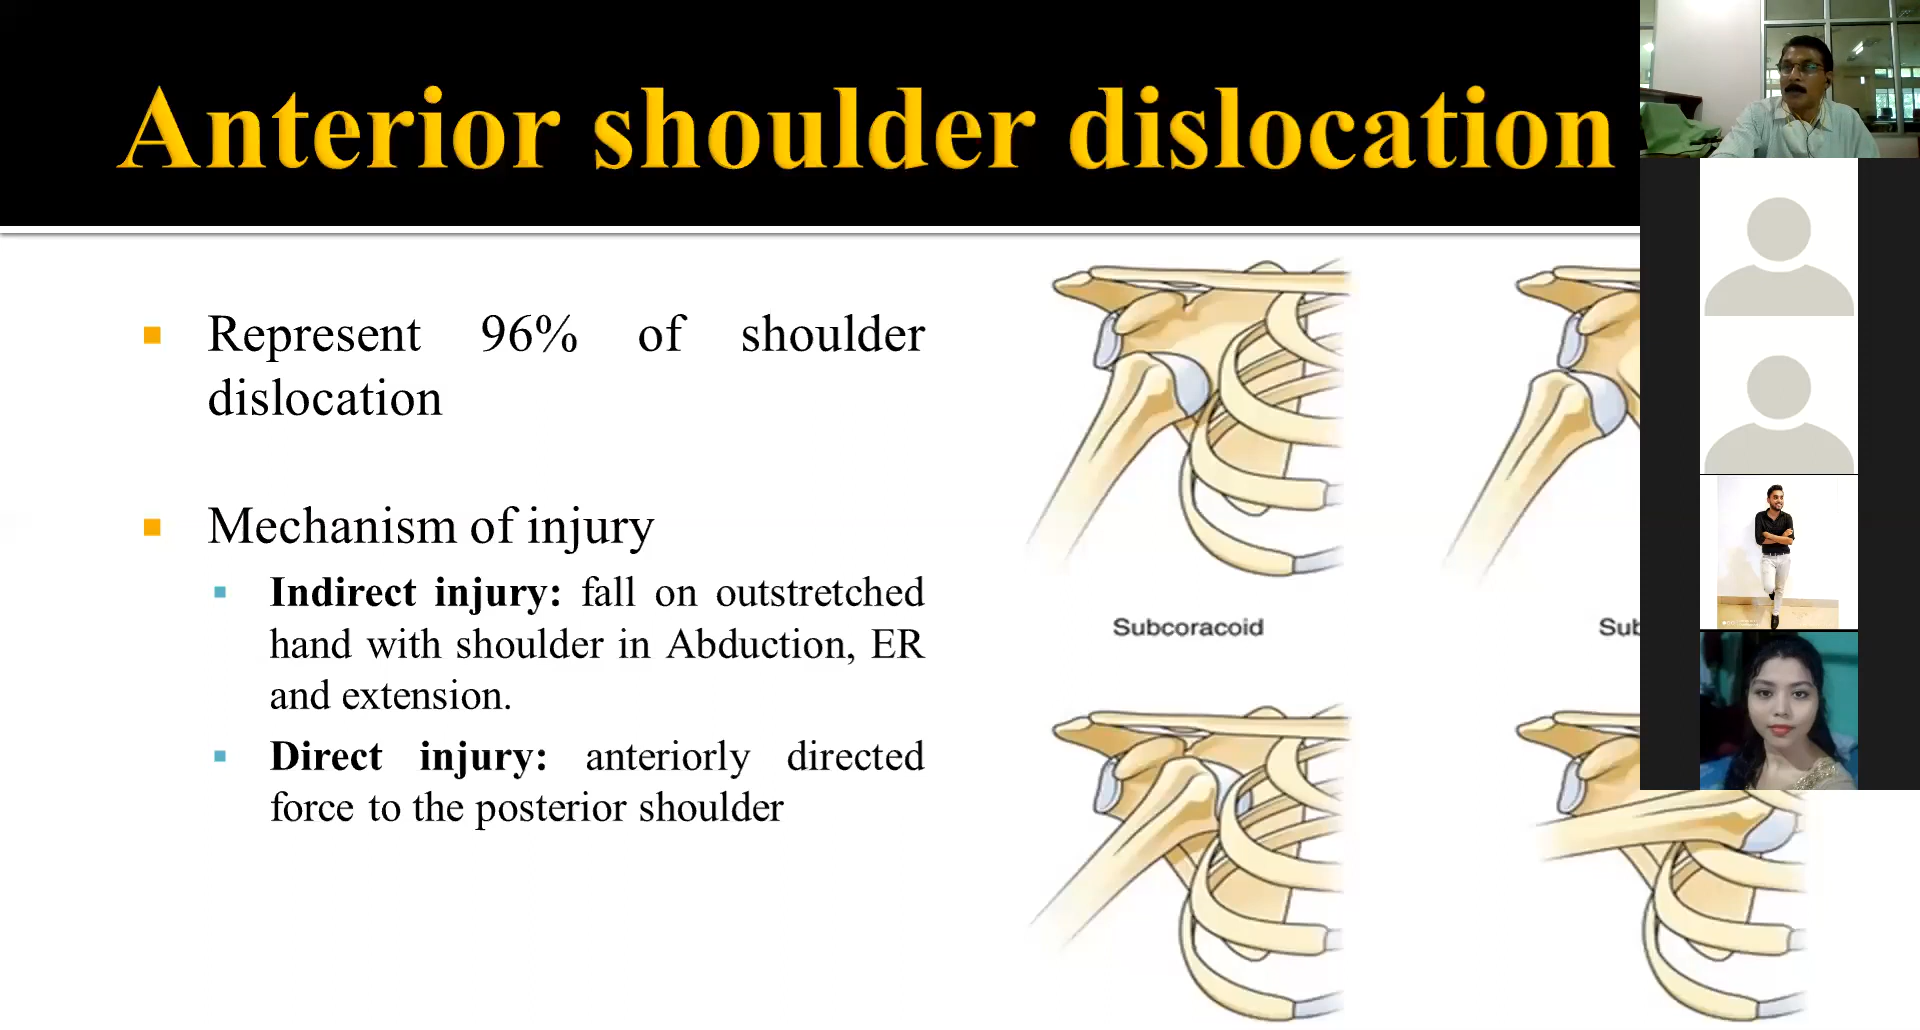 Anterior shoulder dislocation
Represent 96% of shoulder
dislocation
Mechanism of injury
Indirect injury: fall on outstretched
hand with shoulder in Abduction, ER
and extension.
Direct injury: anteriorly directed
force to the posterior shoulder
Subcoracoid